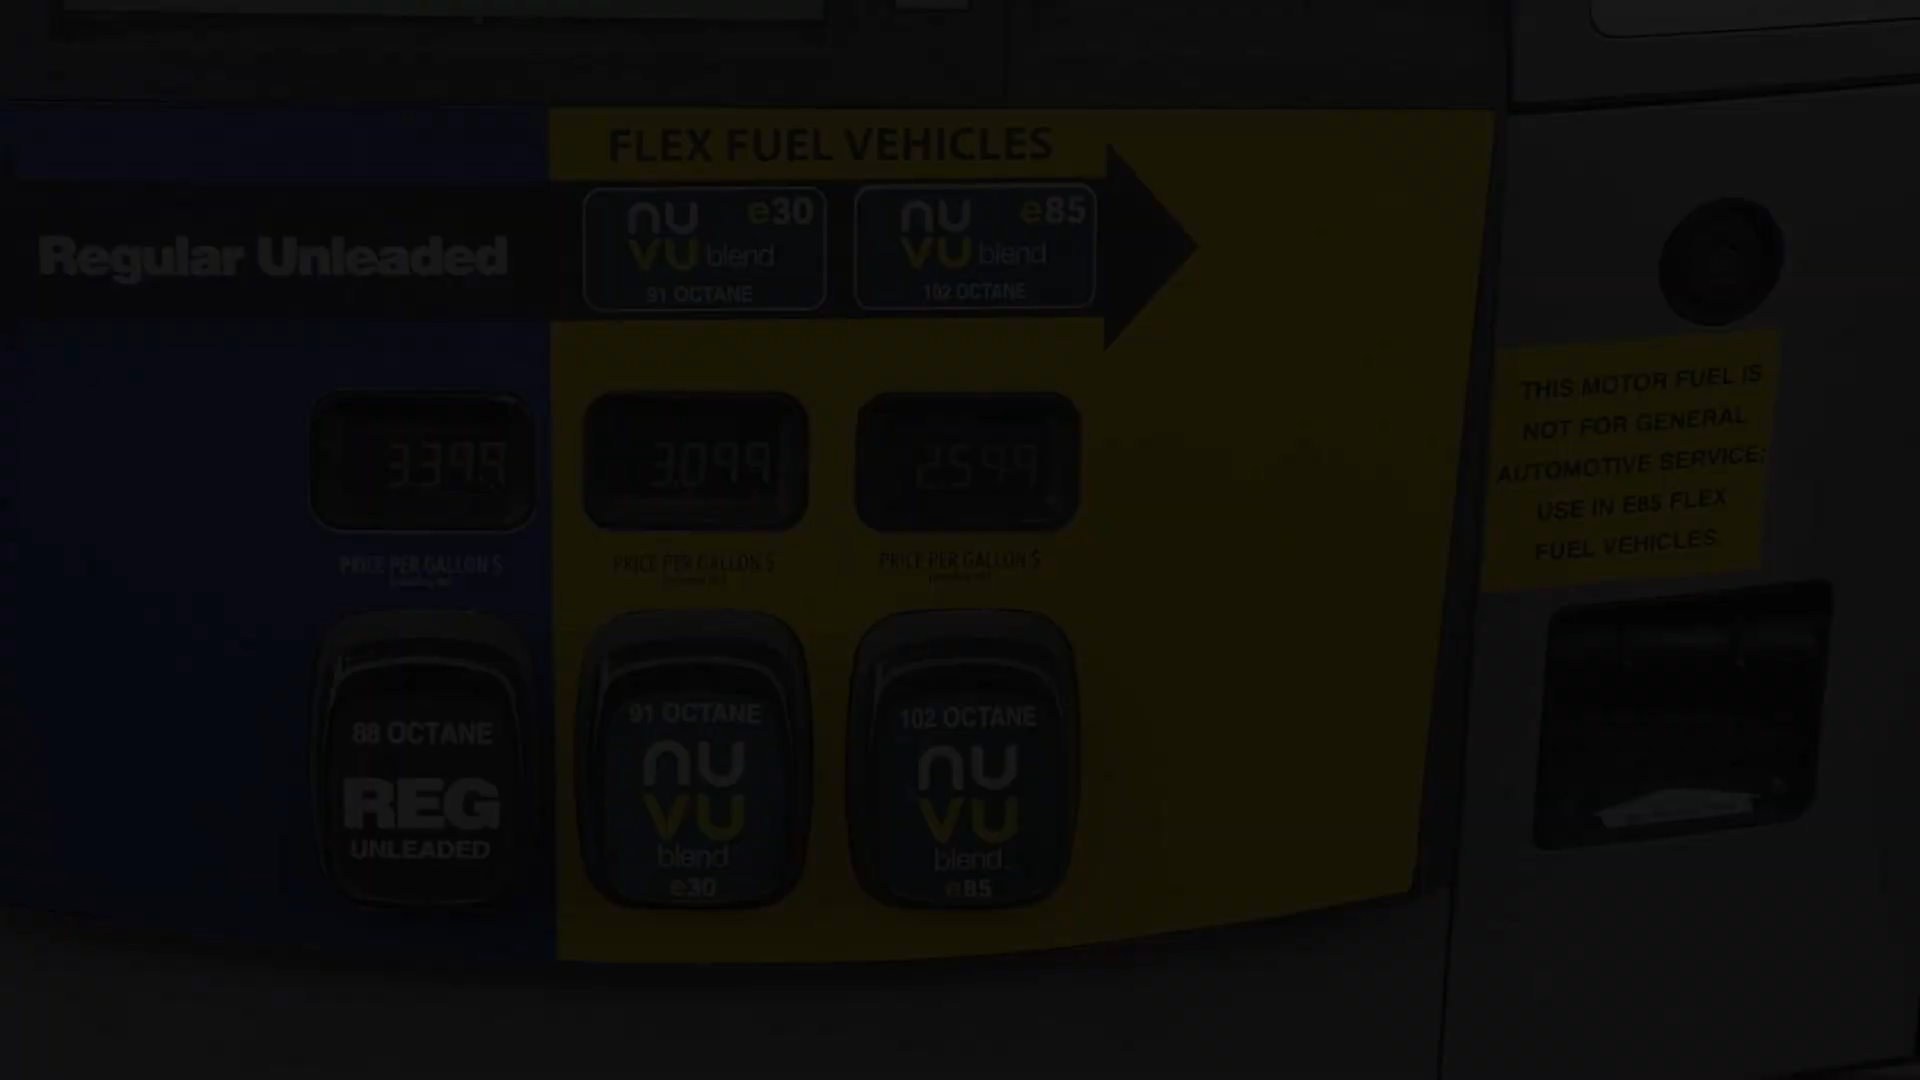 FLEX FUEL VEHICLES
Regular Unleaded
nu e30
vu blend
91 OCTANE
nu e85
vu blend
102 OCTANE
3.399
3.099
2.599
PRICE PER GALLON $
PRICE PER GALLON $
PRICE PER GALLON $
88 OCTANE
REG
UNLEADED
91 OCTANE
nu
vu
blend
e30
102 OCTANE
nu
vu
blend
e85
THIS MOTOR FUEL IS
NOT FOR GENERAL
AUTOMOTIVE SERVICE:
USE IN E85 FLEX
FUEL VEHICLES